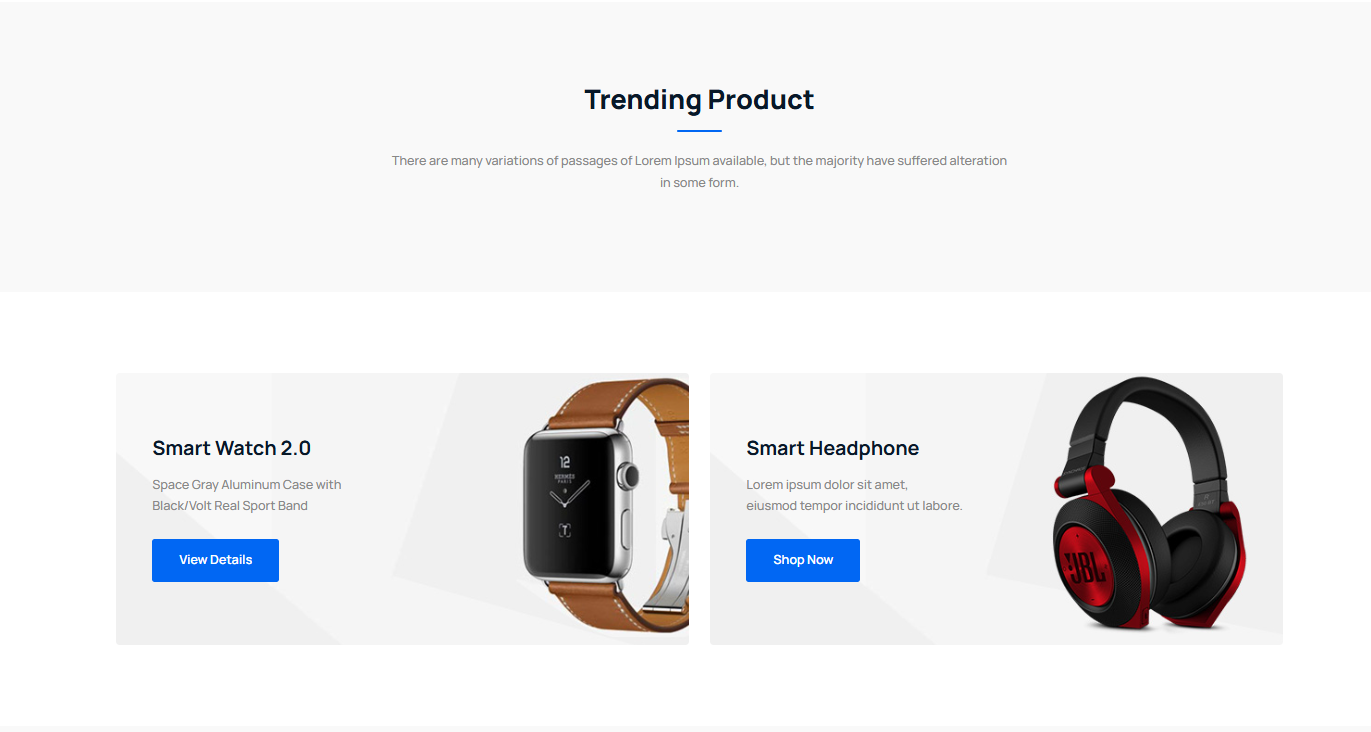 Trending Product
There are many variations of passages of Lorem Ipsum available, but the majority have suffered alteration
in some form.
Smart Watch 2.0
Space Gray Aluminum Case with
Black/Volt Real Sport Band
View Details
12
HERMÈS
PARIS
Smart Headphone
Lorem ipsum dolor sit amet,
eiusmod tempor incididunt ut labore.
Shop Now
JBL